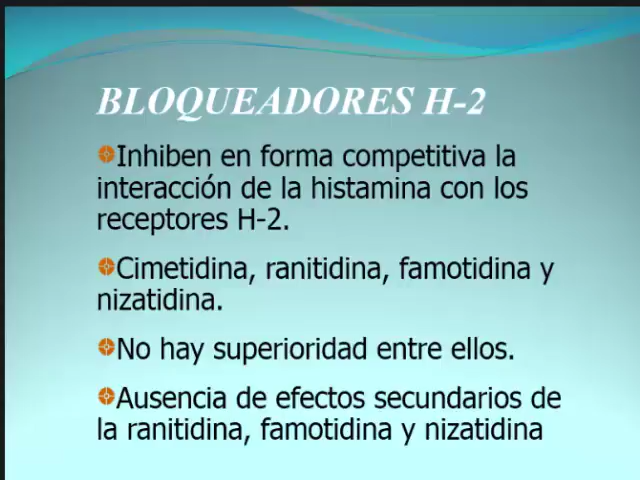 BLOQUEADORES H-2
Inhiben en forma competitiva la
interacción de la histamina con los
receptores H-2.
Cimetidina, ranitidina, famotidina y
nizatidina.
No hay superioridad entre ellos.
Ausencia de efectos secundarios de
la ranitidina, famotidina y nizatidina